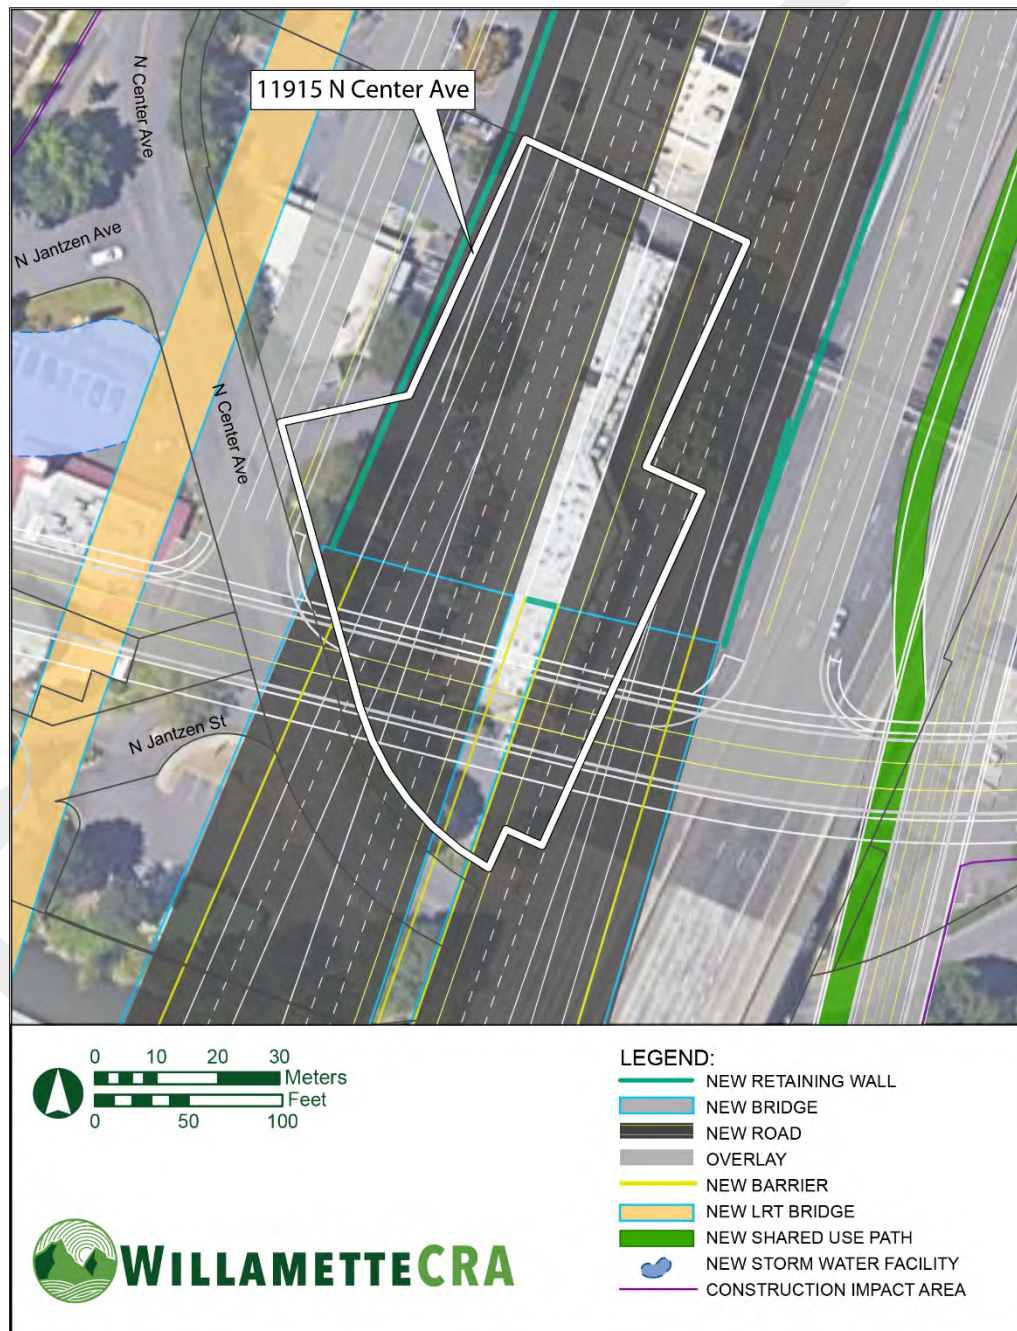 11915 N Center Ave
N Center Ave
N Jantzen Ave
N Center Ave
N Jantzen St
0 10 20 30
Meters
Feet
0 50 100
LEGEND:
NEW RETAINING WALL
NEW BRIDGE
NEW ROAD
OVERLAY
NEW BARRIER
NEW LRT BRIDGE
NEW SHARED USE PATH
NEW STORM WATER FACILITY
CONSTRUCTION IMPACT AREA
WILLAMETTECRA